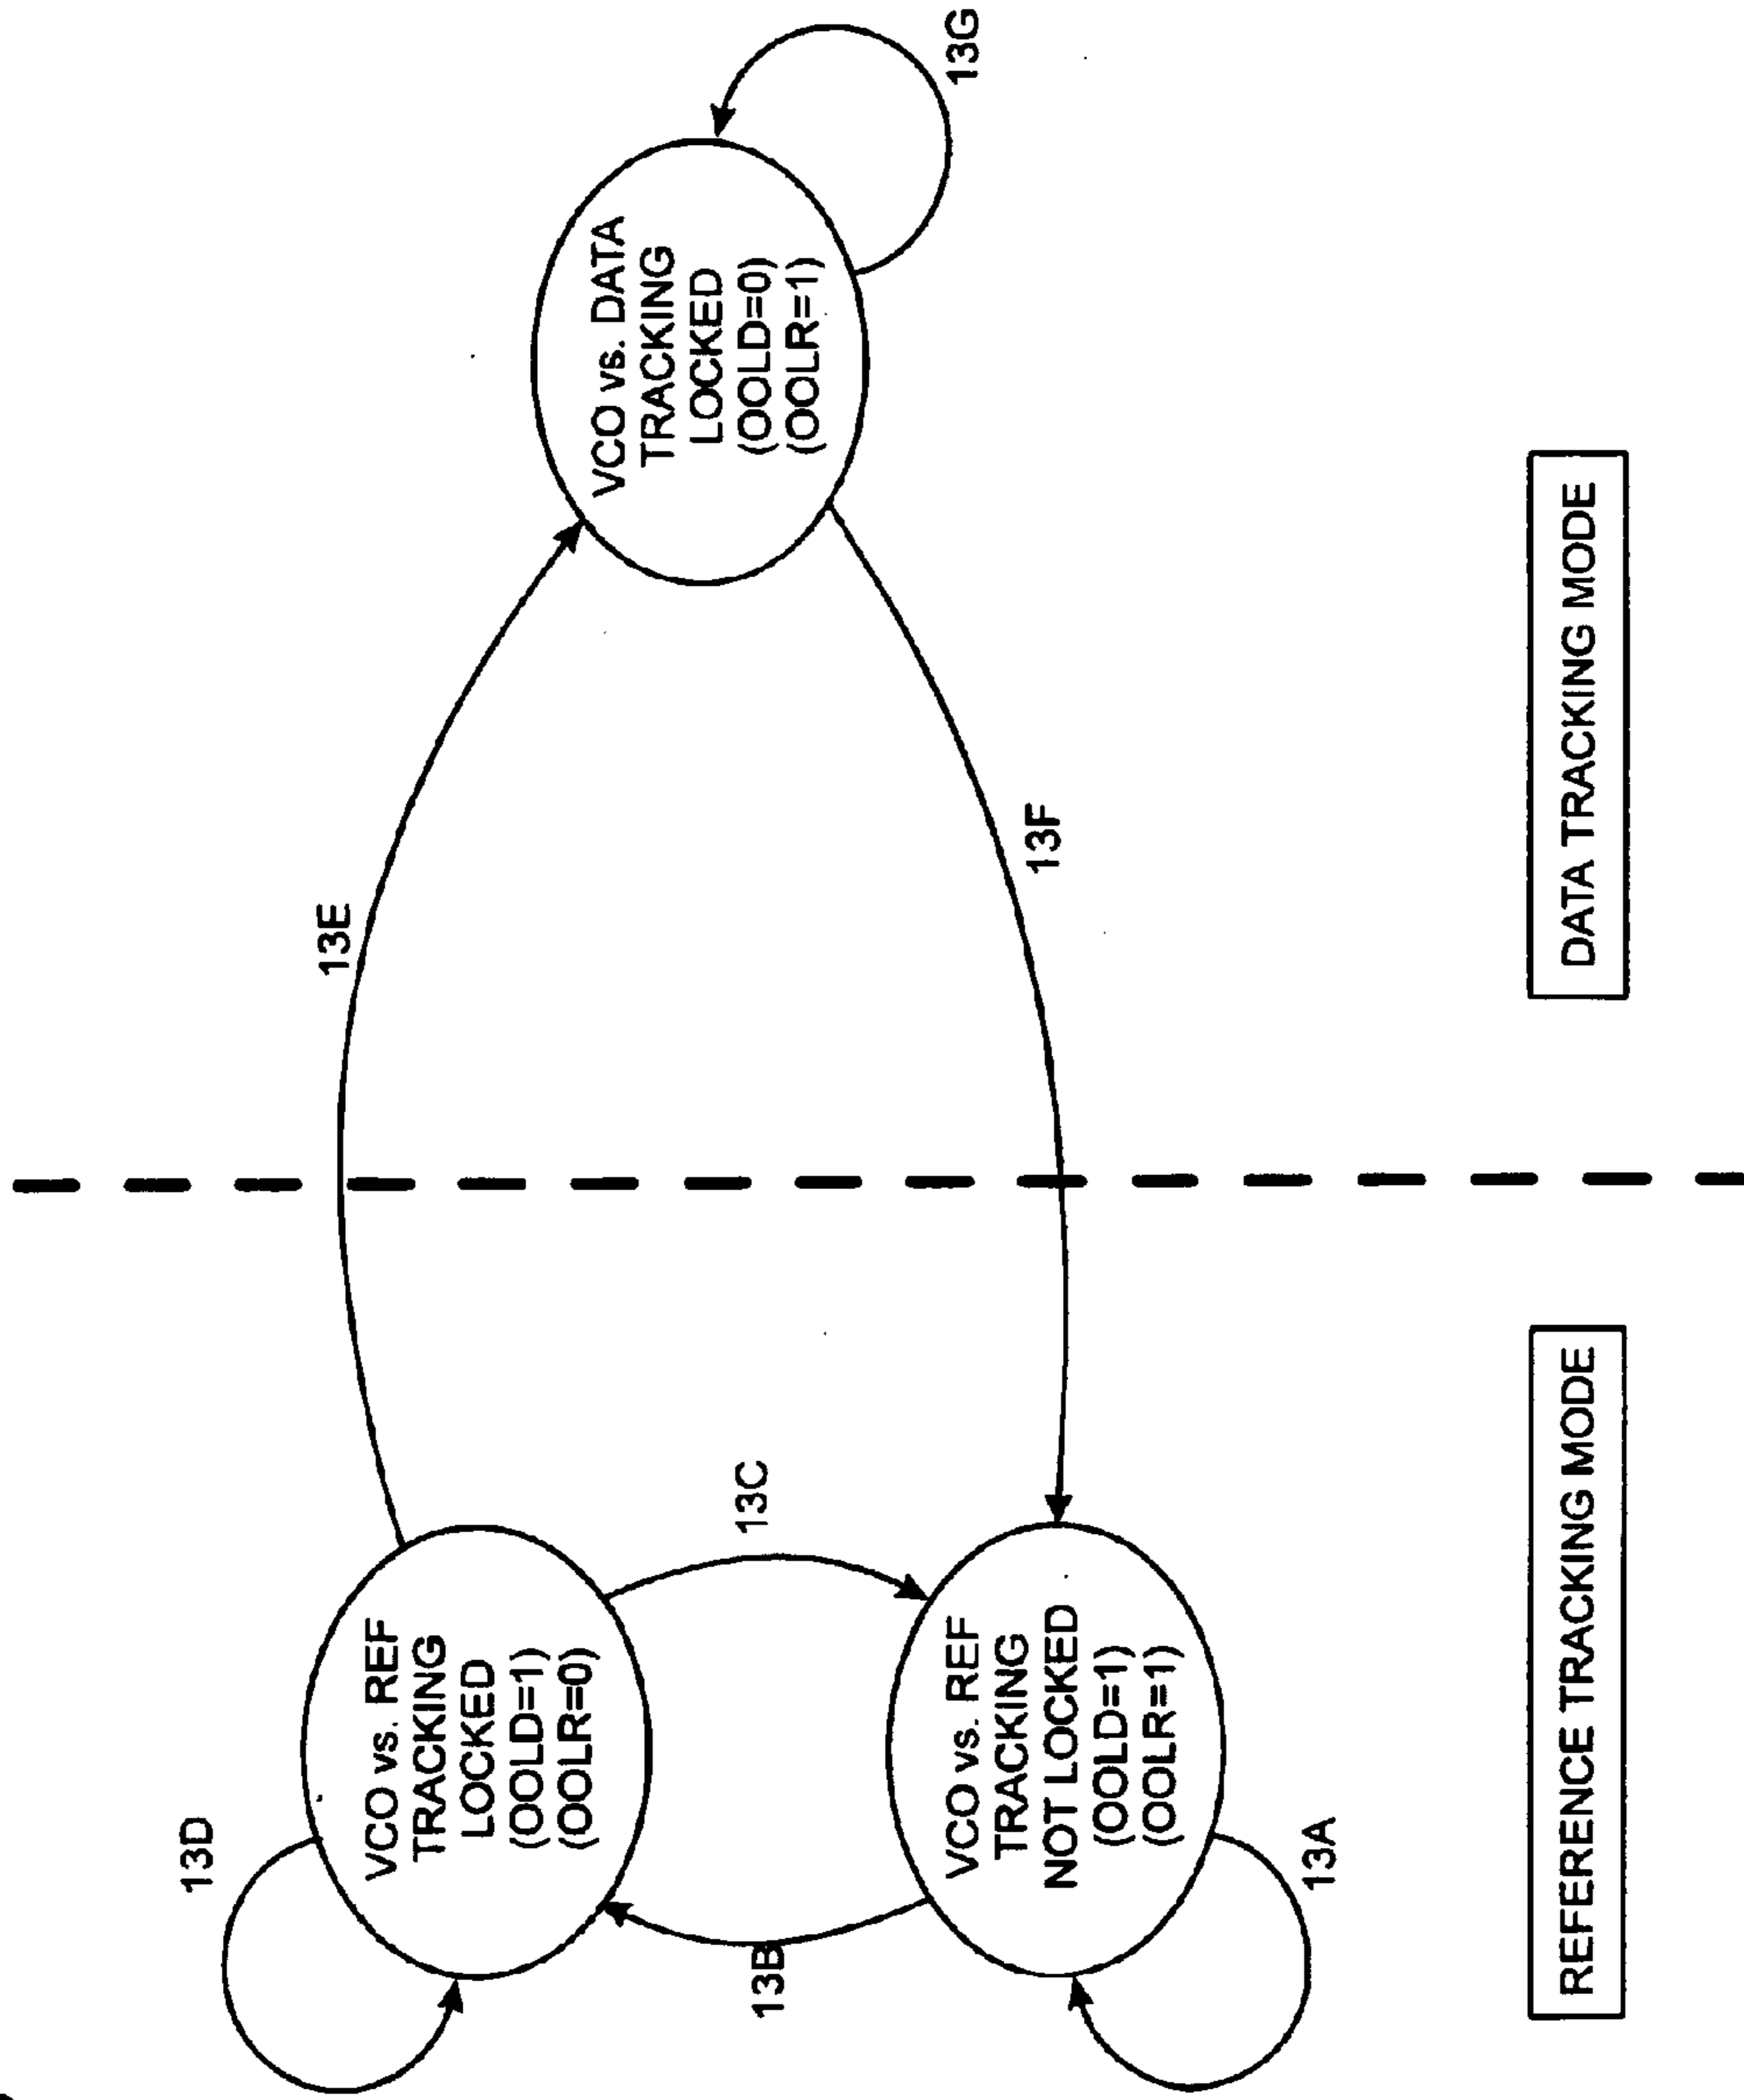 13D
VCO vs. REF
TRACKING
LOCKED
(OOLD=1)
(OOLR=0)
13E
VCO vs. DATA
TRACKING
LOCKED
(OOLD=0)
(OOLR=1)
13G
13B
13C
13F
VCO vs. REF
TRACKING
NOT LOCKED
(OOLD=1)
(OOLR=1)
13A
REFERENCE TRACKING MODE
DATA TRACKING MODE